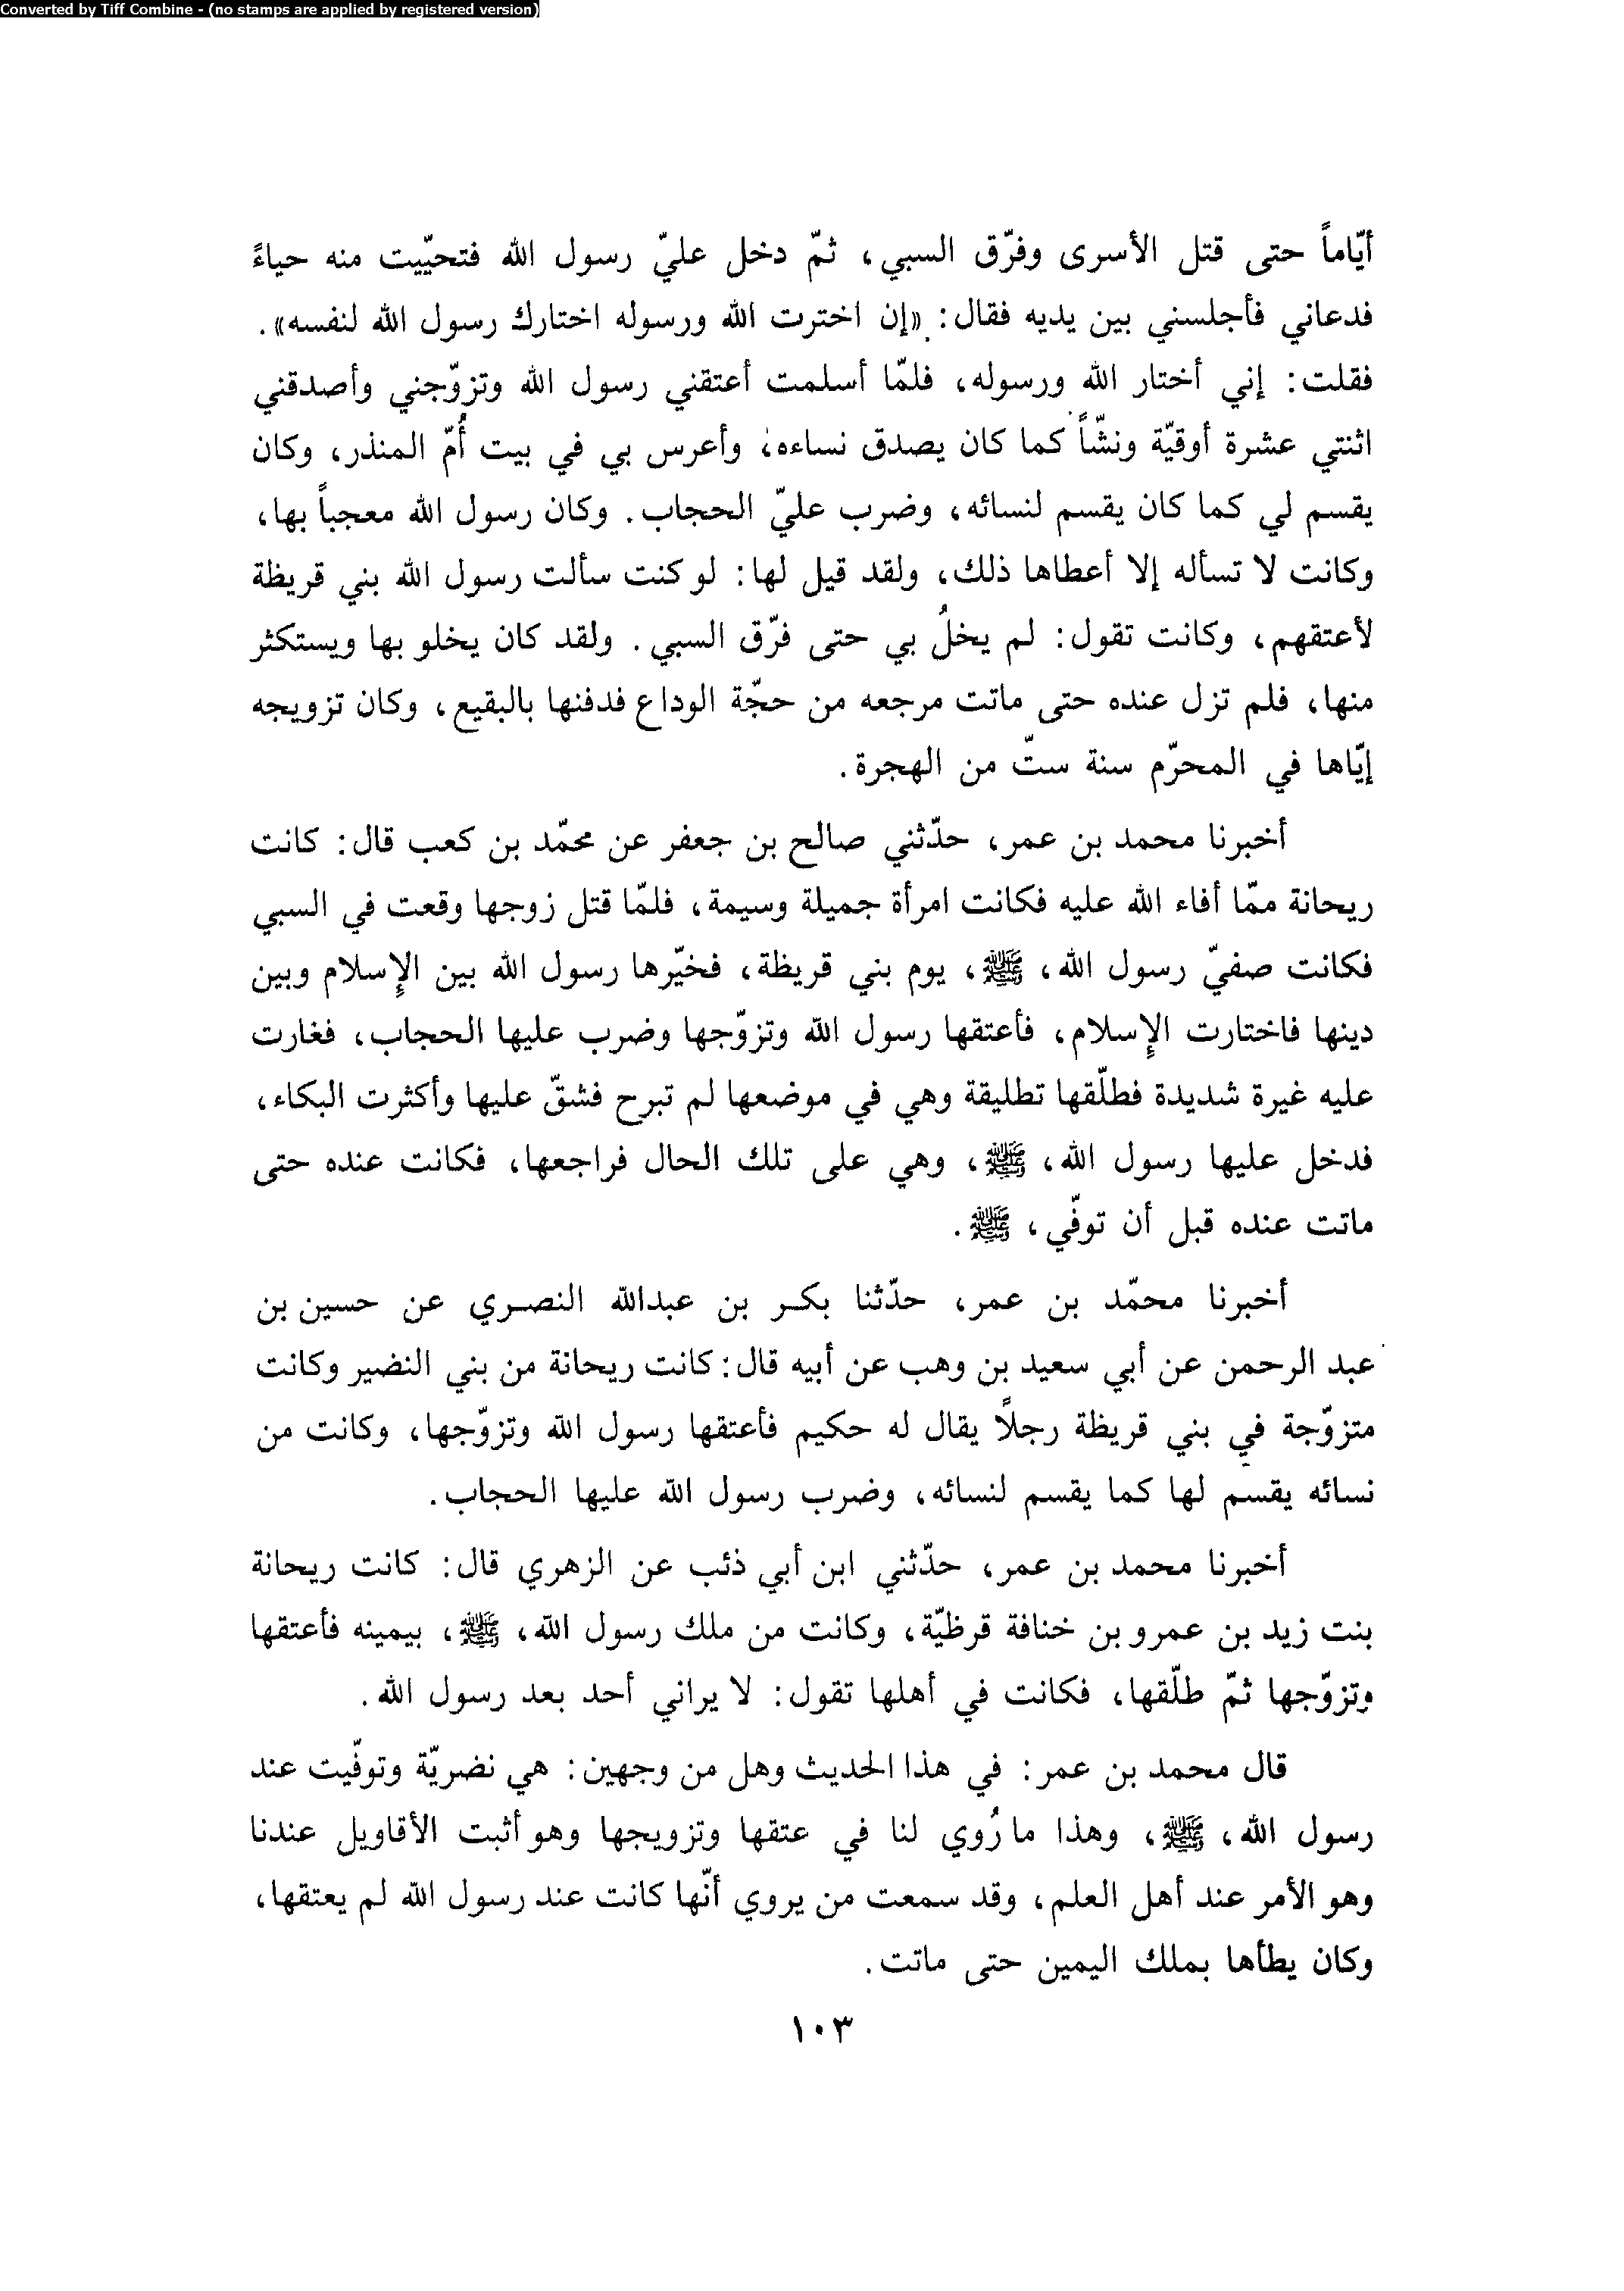 Converted by Tiff Combine - (no stamps are applied by registered version)
أيّاماً حتى قتل الأسرى وفرّق السبي، ثمّ دخل عليّ رسول الله فتحيّيت منه حياءً
فدعاني فأجلسني بين يديه فقال: «إن اخترت الله ورسوله اختارك رسول الله لنفسه».
فقلت: إني أختار الله ورسوله، فلمّا أسلمت أعتقني رسول الله وتزوّجني وأصدقني
اثنتي عشرة أوقيّة ونشّاً كما كان يصدق نساءه، وأعرس بي في بيت أُمّ المنذر، وكان
يقسم لي كما كان يقسم لنسائه، وضرب عليّ الحجاب. وكان رسول الله معجباً بها،
وكانت لا تسأله إلا أعطاها ذلك، ولقد قيل لها: لو كنت سألت رسول الله بني قريظة
لأعتقهم، وكانت تقول: لم يخلُ بي حتى فرّق السبي. ولقد كان يخلو بها ويستكثر
منها، فلم تزل عنده حتى ماتت مرجعه من حجّة الوداع فدفنها بالبقيع، وكان تزويجه
إيّاها في المحرّم سنة ستّ من الهجرة.
أخبرنا محمد بن عمر، حدّثني صالح بن جعفر عن محمّد بن كعب قال: كانت
ريحانة ممّا أفاء الله عليه فكانت امرأة جميلة وسيمة، فلمّا قتل زوجها وقعت في السبي
فكانت صفيّ رسول الله، ﷺ، يوم بني قريظة، فخيّرها رسول الله بين الإسلام وبين
دينها فاختارت الإسلام، فأعتقها رسول الله وتزوّجها وضرب عليها الحجاب، فغارت
عليه غيرة شديدة فطلّقها تطليقة وهي في موضعها لم تبرح فشقّ عليها وأكثرت البكاء،
فدخل عليها رسول الله، ﷺ، وهي على تلك الحال فراجعها، فكانت عنده حتى
ماتت عنده قبل أن توفّي، ﷺ.
أخبرنا محمّد بن عمر، حدّثنا بكر بن عبدالله النصري عن حسين بن
عبد الرحمن عن أبي سعيد بن وهب عن أبيه قال: كانت ريحانة من بني النضير وكانت
متزوّجة في بني قريظة رجلاً يقال له حكيم فأعتقها رسول الله وتزوّجها، وكانت من
نسائه يقسم لها كما يقسم لنسائه، وضرب رسول الله عليها الحجاب.
أخبرنا محمد بن عمر، حدّثني ابن أبي ذئب عن الزهري قال: كانت ريحانة
بنت زيد بن عمرو بن خنافة قرظيّة، وكانت من ملك رسول الله، ﷺ، بيمينه فأعتقها
وتزوّجها ثمّ طلّقها، فكانت في أهلها تقول: لا يراني أحد بعد رسول الله.
قال محمد بن عمر: في هذا الحديث وهل من وجهين: هي نضريّة وتوفّيت عند
رسول الله، ﷺ، وهذا ما رُوي لنا في عتقها وتزويجها وهو أثبت الأقاويل عندنا
وهو الأمر عند أهل العلم، وقد سمعت من يروي أنّها كانت عند رسول الله لم يعتقها،
وكان يطأها بملك اليمين حتى ماتت.
١٠٣